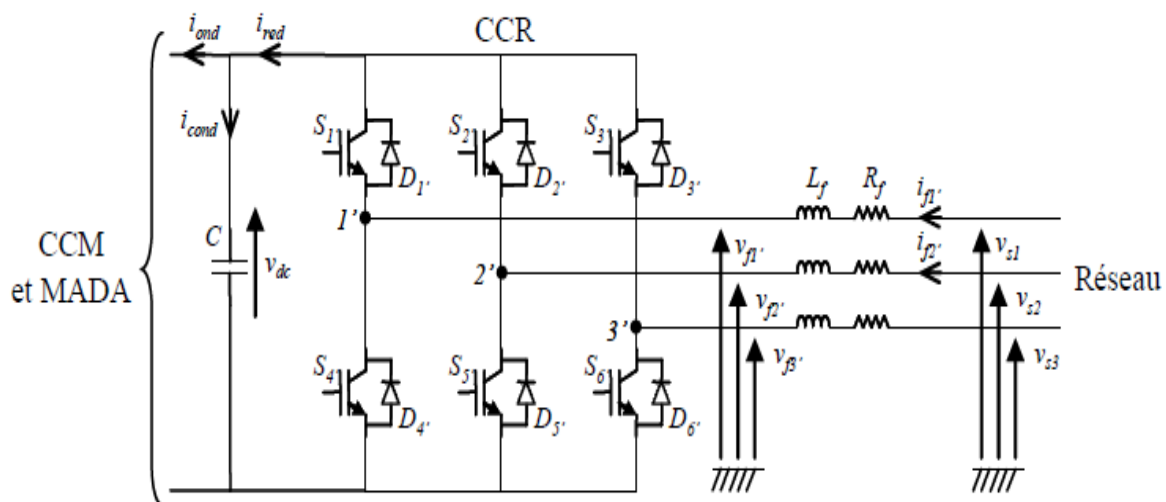 i_ond i_red CCR
i_cond
S_1' S_2' S_3'
D_1' D_2' D_3'
L_f R_f i_f1'
1'
C v_dc
CCM
et MADA
v_f1' i_f2' v_s1
2' Réseau
v_f2' v_s2
3'
v_f3' v_s3
S_4' S_5' S_6'
D_4' D_5' D_6'